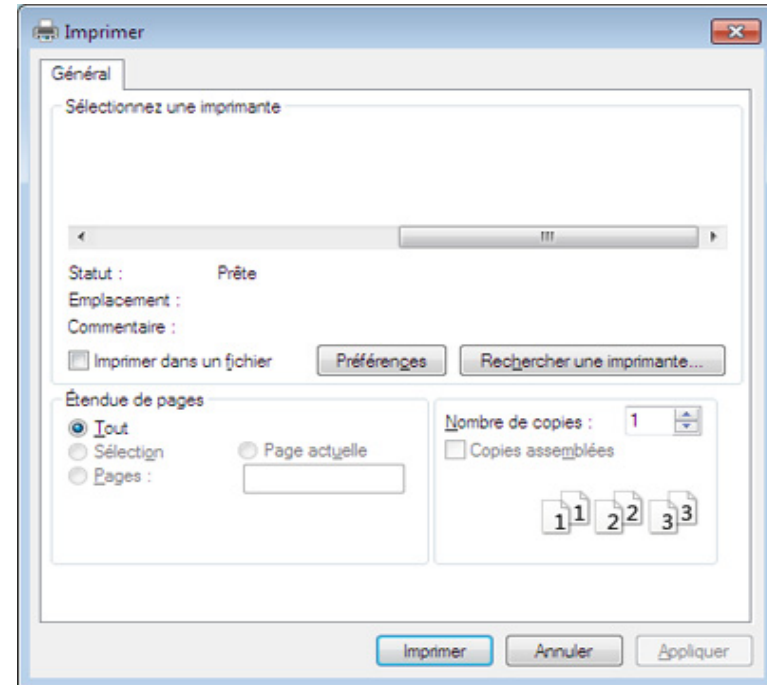 Imprimer
Général
Sélectionnez une imprimante
Statut : Prête
Emplacement :
Commentaire :
Imprimer dans un fichier Préférences Rechercher une imprimante...
Étendue de pages
Tout
Sélection Page actuelle
Pages :
Nombre de copies : 1
Copies assemblées
1 1 2 2 3 3
Imprimer Annuler Appliquer